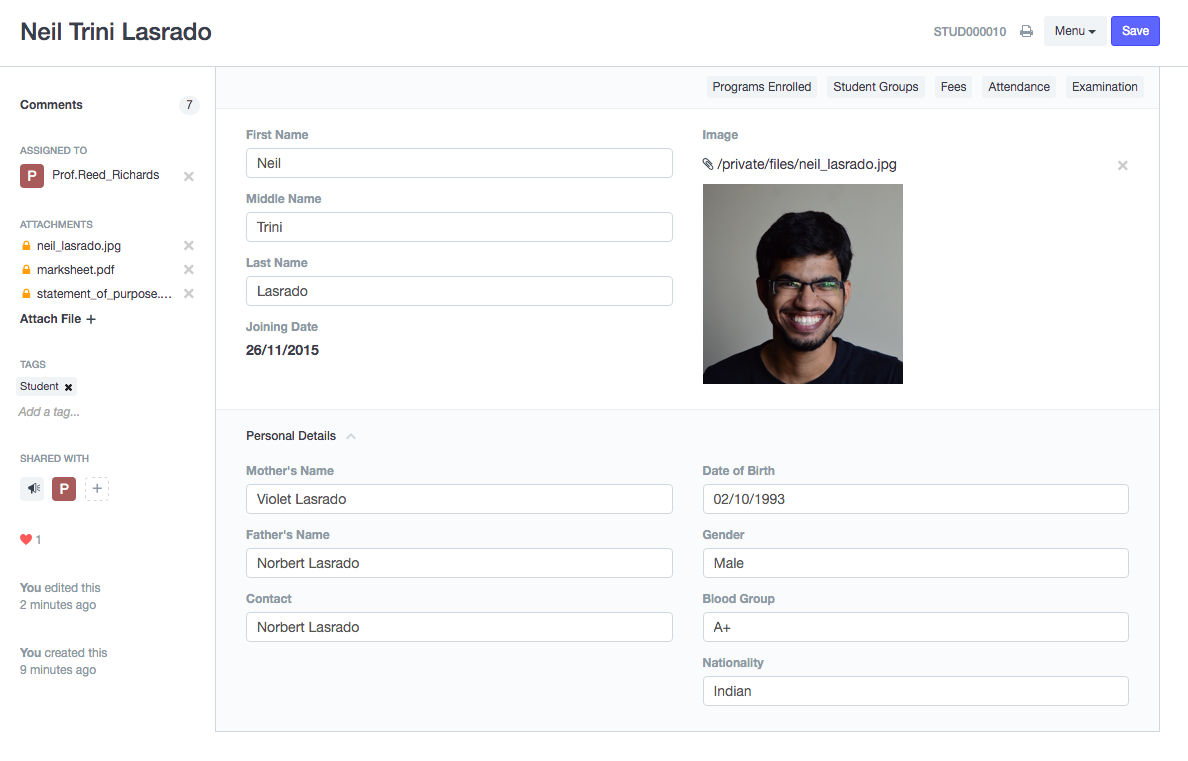 Neil Trini Lasrado
STUD000010 Menu Save
Comments 7
ASSIGNED TO
P Prof.Reed_Richards
ATTACHMENTS
neil_lasrado.jpg
marksheet.pdf
statement_of_purpose....
Attach File +
TAGS
Student
Add a tag...
SHARED WITH
P +
1
You edited this
2 minutes ago
You created this
9 minutes ago
Programs Enrolled Student Groups Fees Attendance Examination
First Name
Neil
Middle Name
Trini
Last Name
Lasrado
Joining Date
26/11/2015
Image
/private/files/neil_lasrado.jpg
Personal Details
Mother's Name
Violet Lasrado
Father's Name
Norbert Lasrado
Contact
Norbert Lasrado
Date of Birth
02/10/1993
Gender
Male
Blood Group
A+
Nationality
Indian